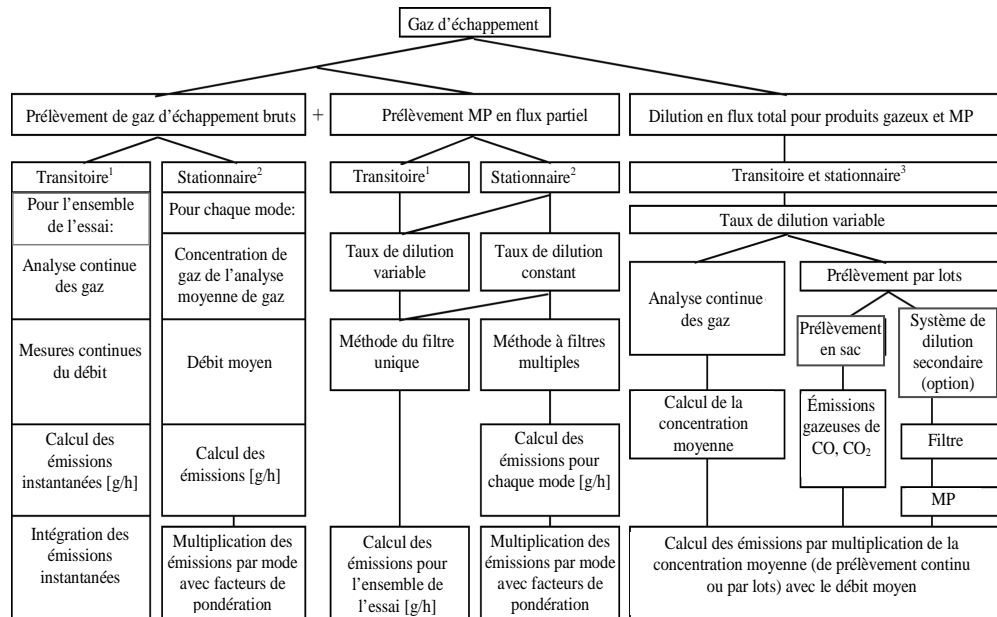 Gaz d’échappement
Prélèvement de gaz d’échappement bruts
+
Prélèvement MP en flux partiel
Dilution en flux total pour produits gazeux et MP
Transitoire¹
Stationnaire²
Transitoire¹
Stationnaire²
Transitoire et stationnaire³
Pour l’ensemble
de l’essai:
Pour chaque mode:
Taux de dilution variable
Analyse continue
des gaz
Concentration de
gaz de l’analyse
moyenne de gaz
Taux de dilution
variable
Taux de dilution
constant
Analyse continue
des gaz
Prélèvement par lots
Prélèvement
en sac
Système de
dilution
secondaire
(option)
Mesures continues
du débit
Débit moyen
Méthode du filtre
unique
Méthode à filtres
multiples
Calcul de la
concentration
moyenne
Émissions
gazeuses de
CO, CO₂
Filtre
MP
Calcul des
émissions
instantanées [g/h]
Calcul des
émissions [g/h]
Calcul des
émissions pour
chaque mode [g/h]
Intégration des
émissions
instantanées
Multiplication des
émissions par mode
avec facteurs de
pondération
Calcul des
émissions pour
l’ensemble de
l’essai [g/h]
Multiplication des
émissions par mode
avec facteurs de
pondération
Calcul des émissions par multiplication de la
concentration moyenne (de prélèvement continu
ou par lots) avec le débit moyen